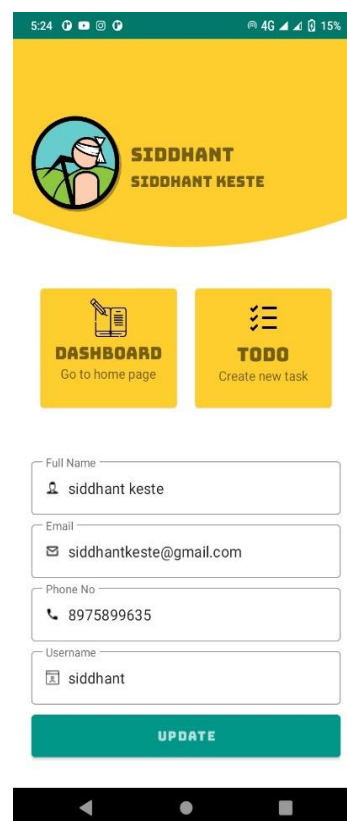 5:24 4G 15%
SIDDHANT
SIDDHANT KESTE
DASHBOARD
Go to home page
TODO
Create new task
Full Name
siddhant keste
Email
siddhantkeste@gmail.com
Phone No
8975899635
Username
siddhant
UPDATE